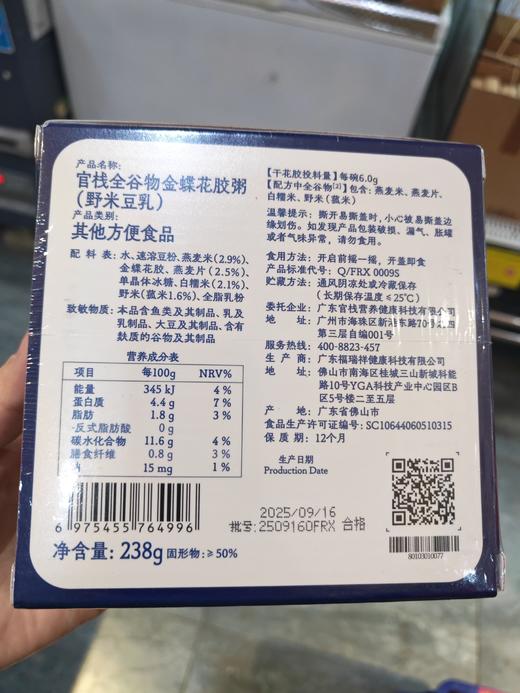 产品名称:
官栈全谷物金蝶花胶粥
(野米豆乳)
产品类别:
其他方便食品
配 料 表: 水、速溶豆粉、燕麦米(2.9%)、
金蝶花胶、燕麦片(2.5%)、
单晶体冰糖、白糯米(2.1%)、
野米(菰米1.6%)、全脂乳粉
致敏物质: 本品含鱼类及其制品、乳及
乳制品、大豆及其制品、含有
麸质的谷物及其制品
营养成分表
项目 每100g NRV%
能量 345 kJ 4%
蛋白质 4.4 g 7%
脂肪 1.8 g 3%
-反式脂肪酸 0 g
碳水化合物 11.6 g 4%
膳食纤维 0.8 g 3%
15 mg 1%
6 975455 764996
净含量: 238g 固形物: ≥50%
【干花胶投料量】每碗6.0g
【配方中全谷物[2]】包含: 燕麦米、燕麦片、
白糯米、野米(菰米)
温馨提示: 撕开易撕盖时, 小心被易撕盖边
缘划伤。如发现产品包装破损、漏气、胀罐
或者气味异常, 请勿食用。
食用方法: 开启前摇一摇, 开盖即食
产品标准代号: Q/FRX 0009S
贮藏方法: 通风阴凉处或冷藏保存
(长期保存温度≤25℃)
委托企业: 广东官栈营养健康科技有限公司
地 址: 广州市海珠区新港东路70号之四
第三层自编001
服务热线: 400-8823-457
生 产 商: 广东福瑞祥健康科技有限公司
地 址: 佛山市南海区桂城三山新城科能
路10号YGA科技产业中心园区B
区5号楼二至五层
产 地: 广东省佛山市
食品生产许可证编号: SC10644060510315
保 质 期: 12个月
生产日期
Production Date
2025/09/16
批号: 2509160FRX 合格
80103010077